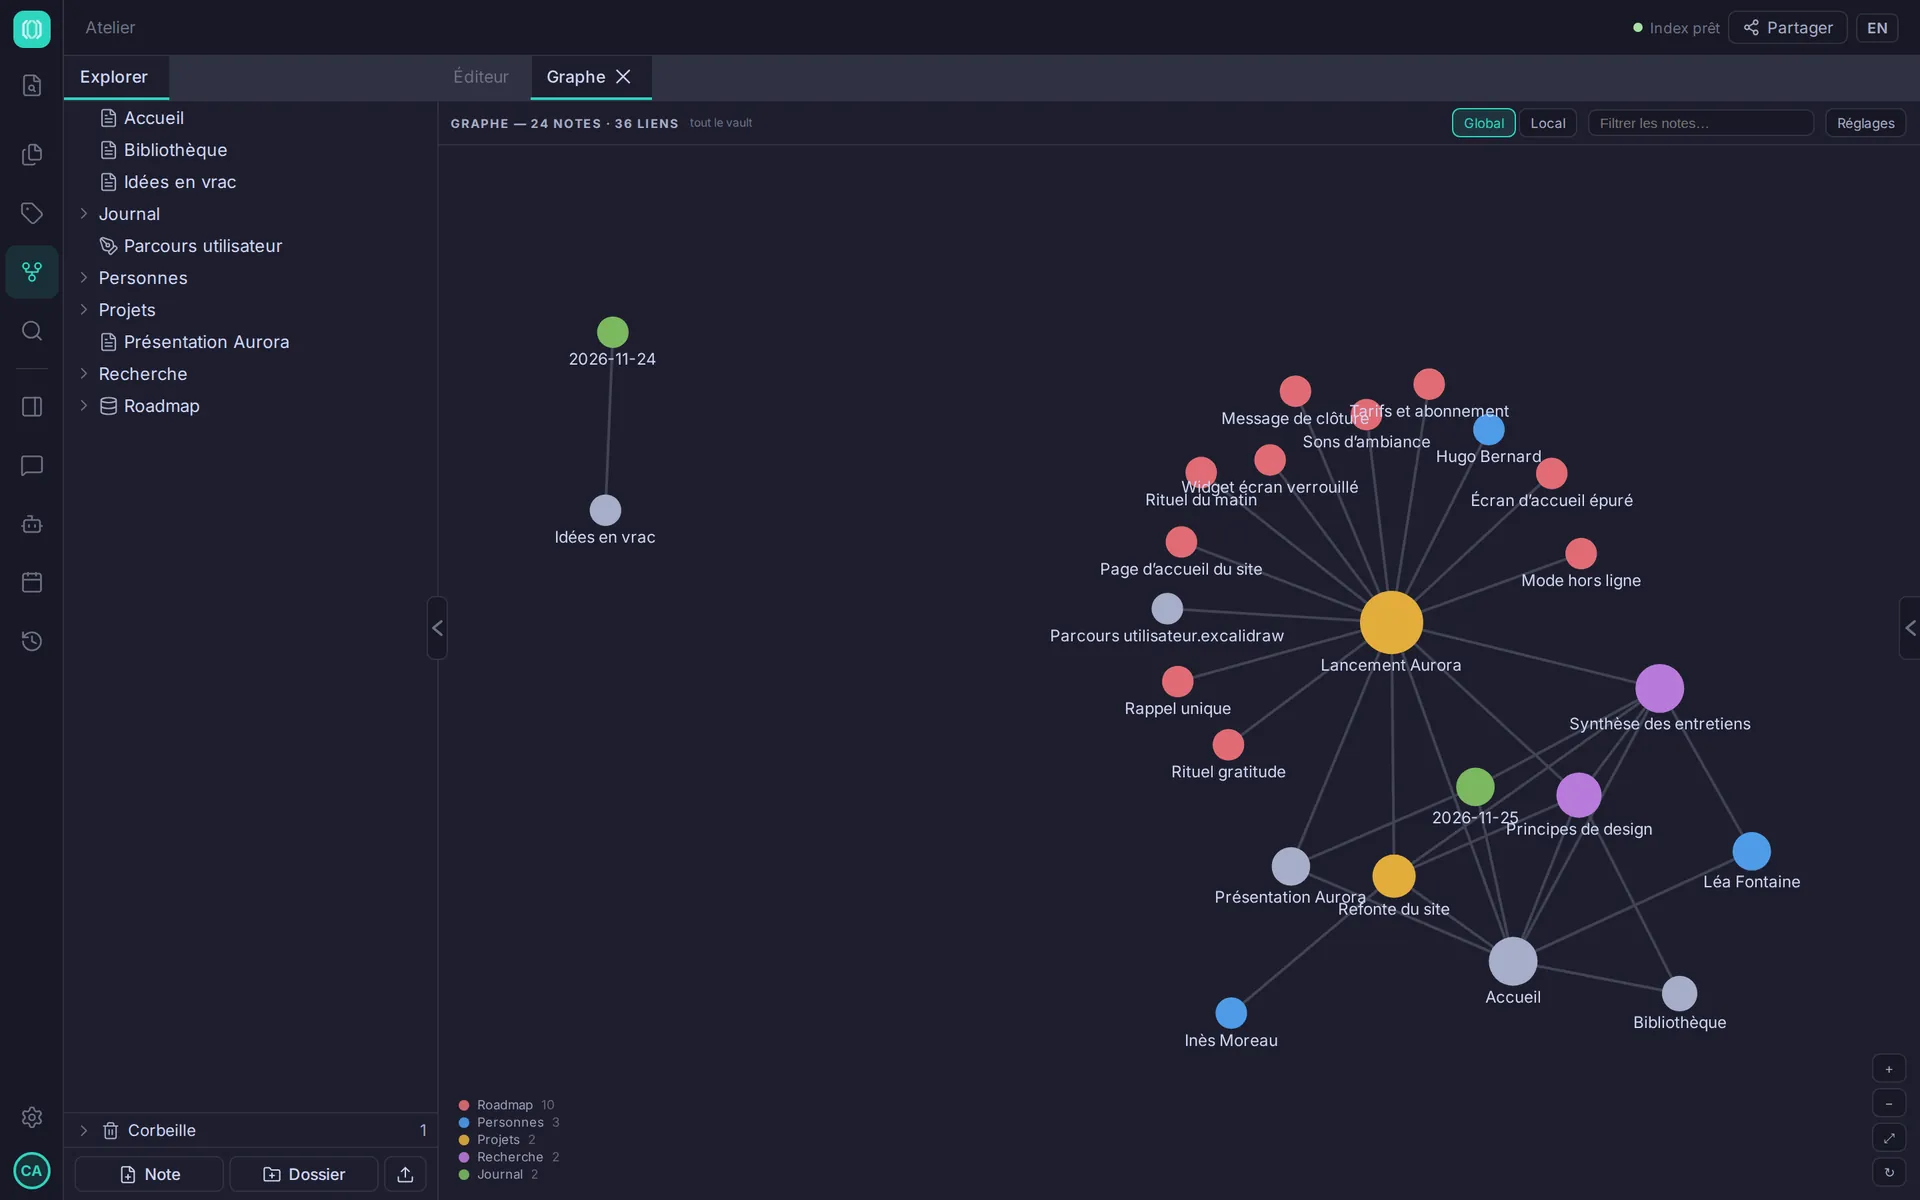 Atelier
Index prêt
Partager
EN
Explorer
Éditeur
Graphe
Accueil
Bibliothèque
Idées en vrac
Journal
Parcours utilisateur
Personnes
Projets
Présentation Aurora
Recherche
Roadmap
Corbeille 1
Note
Dossier
CA
GRAPHE — 24 NOTES · 36 LIENS tout le vault
Global
Local
Filtrer les notes…
Réglages
2026-11-24
Idées en vrac
Tarifs et abonnement
Message de clôture
Sons d’ambiance
Hugo Bernard
Widget écran verrouillé
Rituel du matin
Écran d’accueil épuré
Page d’accueil du site
Mode hors ligne
Parcours utilisateur.excalidraw
Lancement Aurora
Rappel unique
Synthèse des entretiens
Rituel gratitude
2026-11-25
Principes de design
Léa Fontaine
Présentation Aurora
Refonte du site
Accueil
Bibliothèque
Inès Moreau
Roadmap 10
Personnes 3
Projets 2
Recherche 2
Journal 2